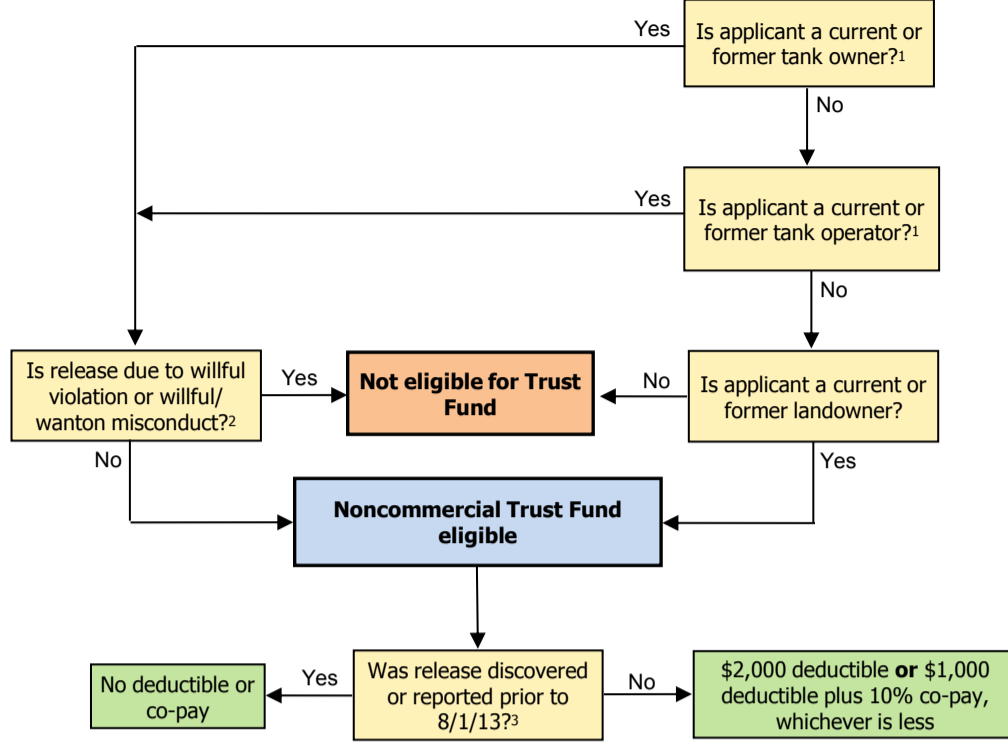 Yes
Is applicant a current or
former tank owner?1
No
Yes
Is applicant a current or
former tank operator?1
No
Is release due to willful
violation or willful/
wanton misconduct?2
Yes
Not eligible for Trust
Fund
No
Is applicant a current or
former landowner?
No
Yes
Noncommercial Trust Fund
eligible
No deductible or
co-pay
Yes
Was release discovered
or reported prior to
8/1/13?3
No
$2,000 deductible or $1,000
deductible plus 10% co-pay,
whichever is less